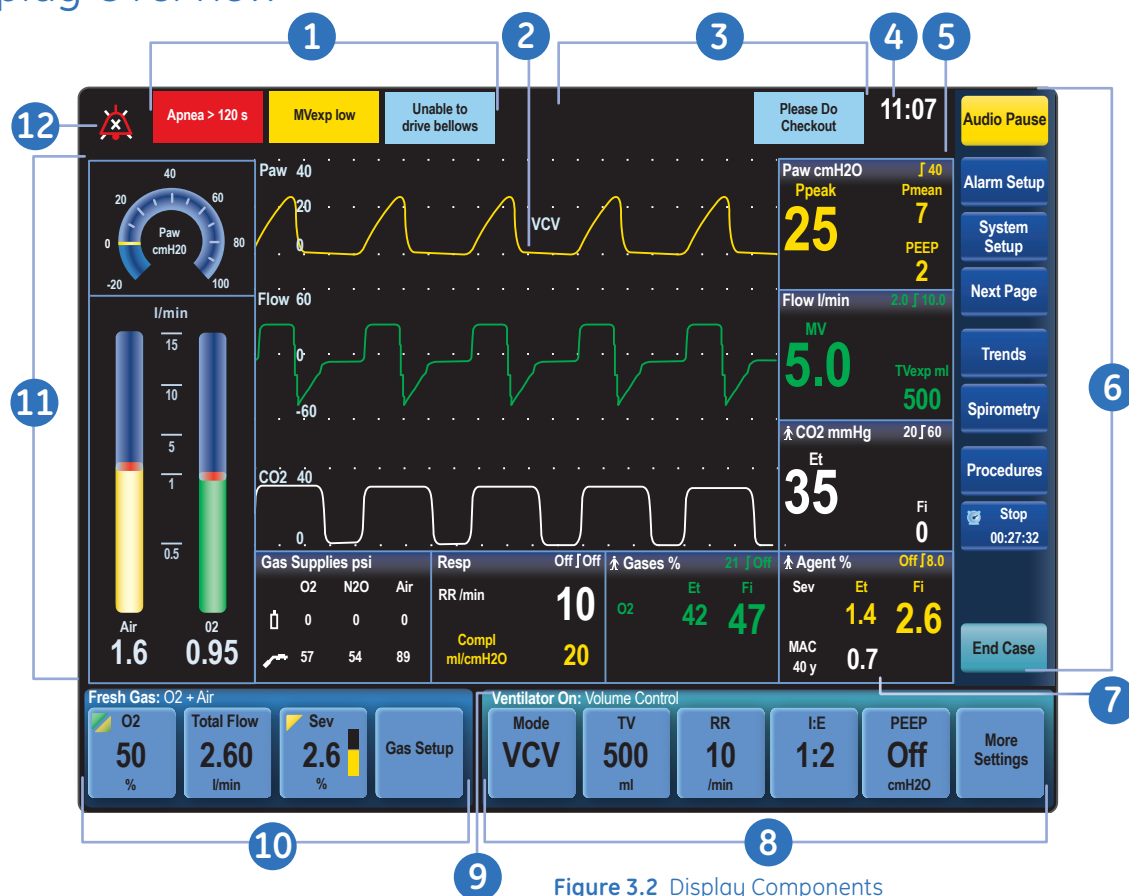 play Overview
1 2 3 4 5
12
Apnea > 120 s
MVexp low
Unable to
drive bellows
Please Do
Checkout
11:07
Audio Pause
Alarm Setup
System
Setup
Next Page
Trends
Spirometry
Procedures
Stop
00:27:32
End Case
6
11
40
20 60
0 80
-20 100
Paw
cmH20
l/min
15
10
5
1
0.5
Air O2
1.6 0.95
Paw 40
20
0
VCV
Flow 60
0
-60
CO2 40
0
Paw cmH2O 40
Ppeak Pmean
25 7
PEEP
2
Flow l/min 2.0 10.0
MV
5.0
TVexp ml
500
CO2 mmHg 20 60
Et
35
Fi
0
Gas Supplies psi
O2 N2O Air
0 0 0
57 54 89
Resp Off Off
RR /min 10
Compl
ml/cmH2O 20
Gases % 21 Off
Et Fi
O2 42 47
Agent % Off 8.0
Sev Et Fi
1.4 2.6
MAC
40 y 0.7
7
Fresh Gas: O2 + Air
O2
50
%
Total Flow
2.60
l/min
Sev
2.6
%
Gas Setup
Ventilator On: Volume Control
Mode
VCV
TV
500
ml
RR
10
/min
I:E
1:2
PEEP
Off
cmH2O
More
Settings
10 9 8
Figure 3.2 Display Components